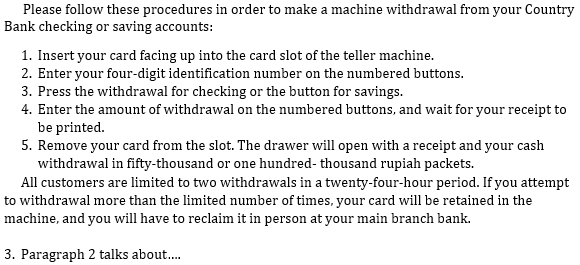 Please follow these procedures in order to make a machine withdrawal from your Country
Bank checking or saving accounts:
1. Insert your card facing up into the card slot of the teller machine.
2. Enter your four-digit identification number on the numbered buttons.
3. Press the withdrawal for checking or the button for savings.
4. Enter the amount of withdrawal on the numbered buttons, and wait for your receipt to
be printed.
5. Remove your card from the slot. The drawer will open with a receipt and your cash
withdrawal in fifty-thousand or one hundred- thousand rupiah packets.
All customers are limited to two withdrawals in a twenty-four-hour period. If you attempt
to withdrawal more than the limited number of times, your card will be retained in the
machine, and you will have to reclaim it in person at your main branch bank.
3. Paragraph 2 talks about....